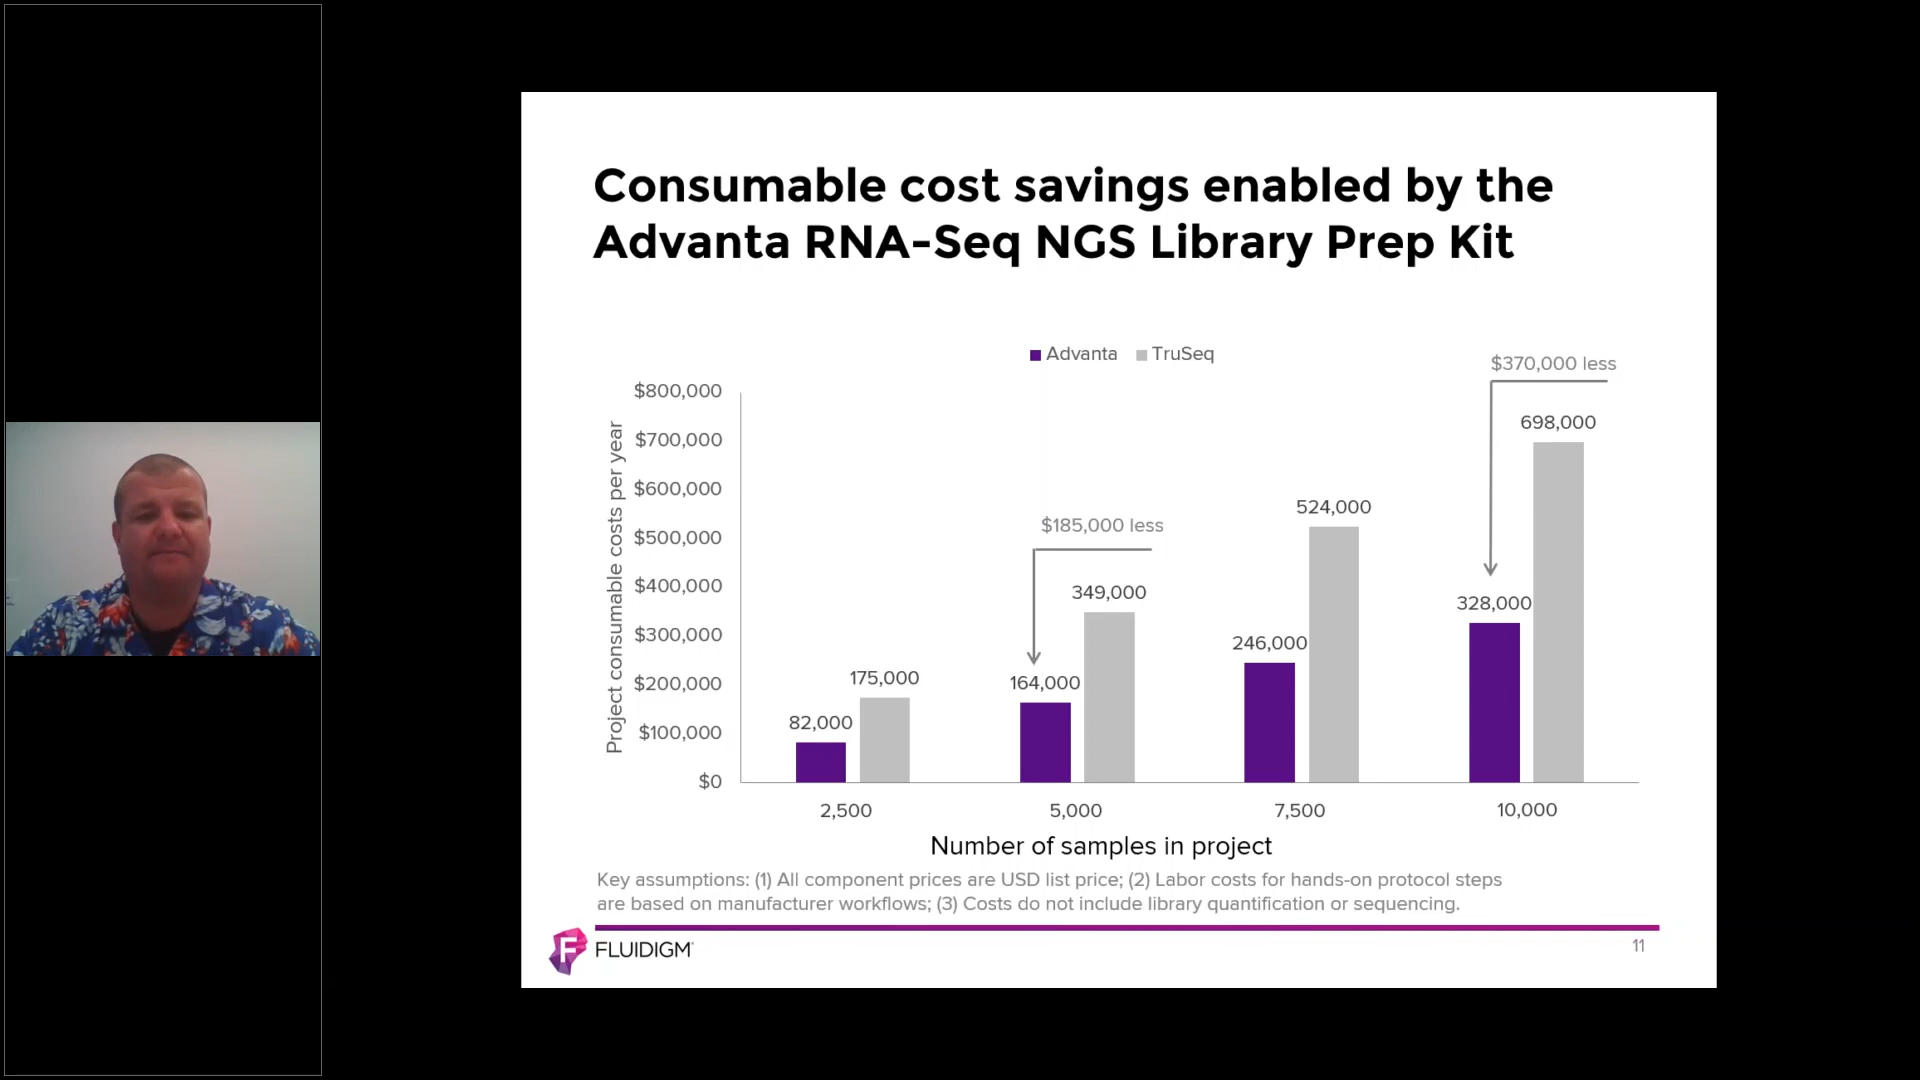 Consumable cost savings enabled by the
Advanta RNA-Seq NGS Library Prep Kit
Advanta TruSeq
$370,000 less
$800,000
$700,000
$600,000
$500,000
$400,000
$300,000
$200,000
$100,000
$0
Project consumable costs per year
82,000
175,000
$185,000 less
164,000
349,000
246,000
524,000
328,000
698,000
2,500 5,000 7,500 10,000
Number of samples in project
Key assumptions: (1) All component prices are USD list price; (2) Labor costs for hands-on protocol steps
are based on manufacturer workflows; (3) Costs do not include library quantification or sequencing.
F FLUIDIGM
11